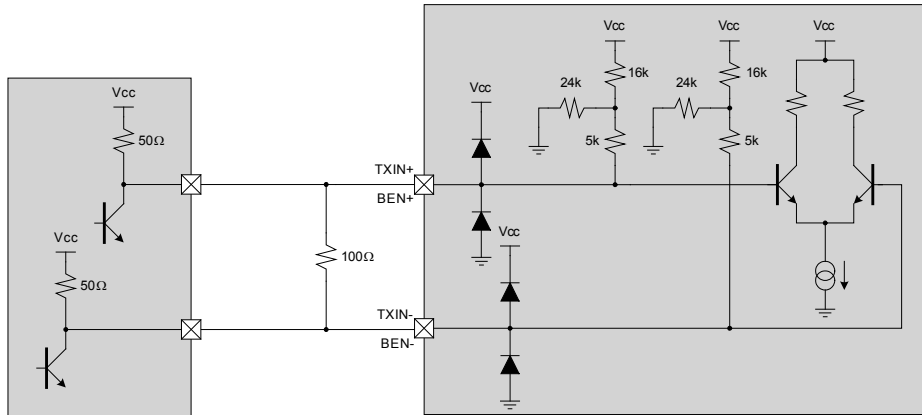 Vcc
50Ω
Vcc
50Ω
100Ω
TXIN+
BEN+
TXIN-
BEN-
Vcc
Vcc
Vcc
16k
24k
5k
Vcc
16k
24k
5k
Vcc